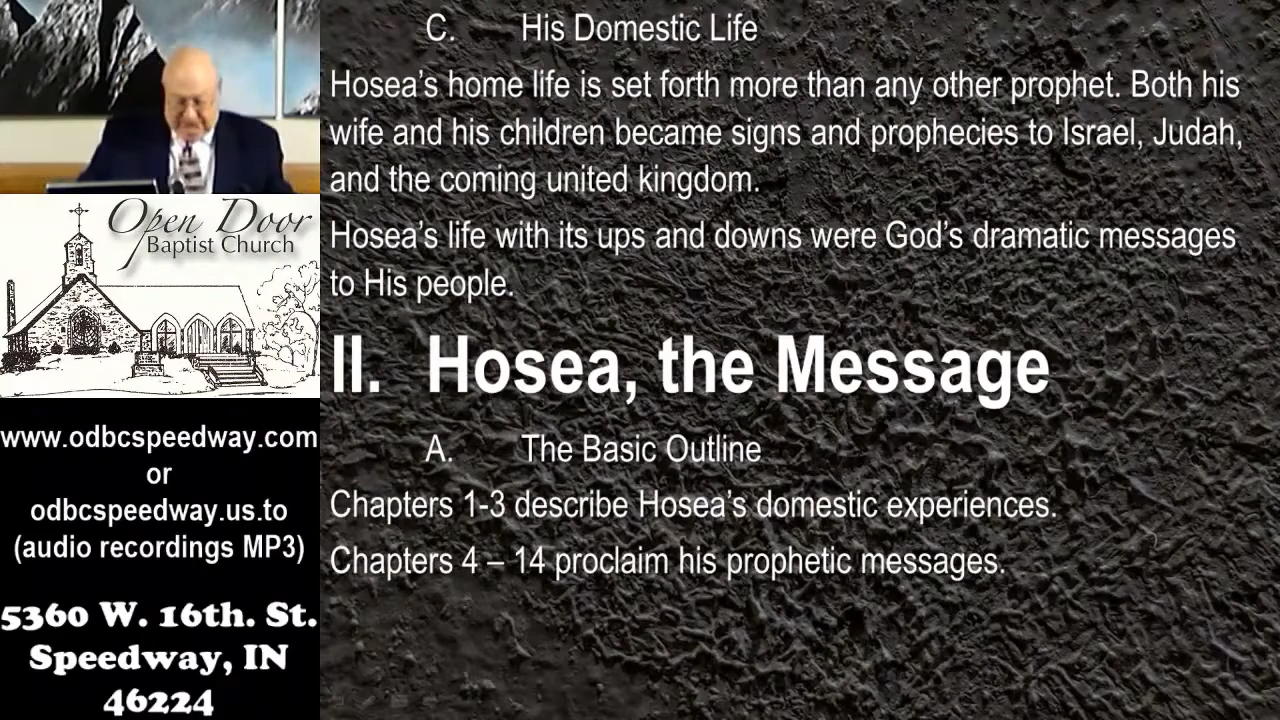 C. His Domestic Life
Hosea’s home life is set forth more than any other prophet. Both his
wife and his children became signs and prophecies to Israel, Judah,
and the coming united kingdom.
Hosea’s life with its ups and downs were God’s dramatic messages
to His people.
II. Hosea, the Message
A. The Basic Outline
Chapters 1-3 describe Hosea’s domestic experiences.
Chapters 4 – 14 proclaim his prophetic messages.
Open Door
Baptist Church
www.odbcspeedway.com
or
odbcspeedway.us.to
(audio recordings MP3)
5360 W. 16th. St.
Speedway, IN
46224